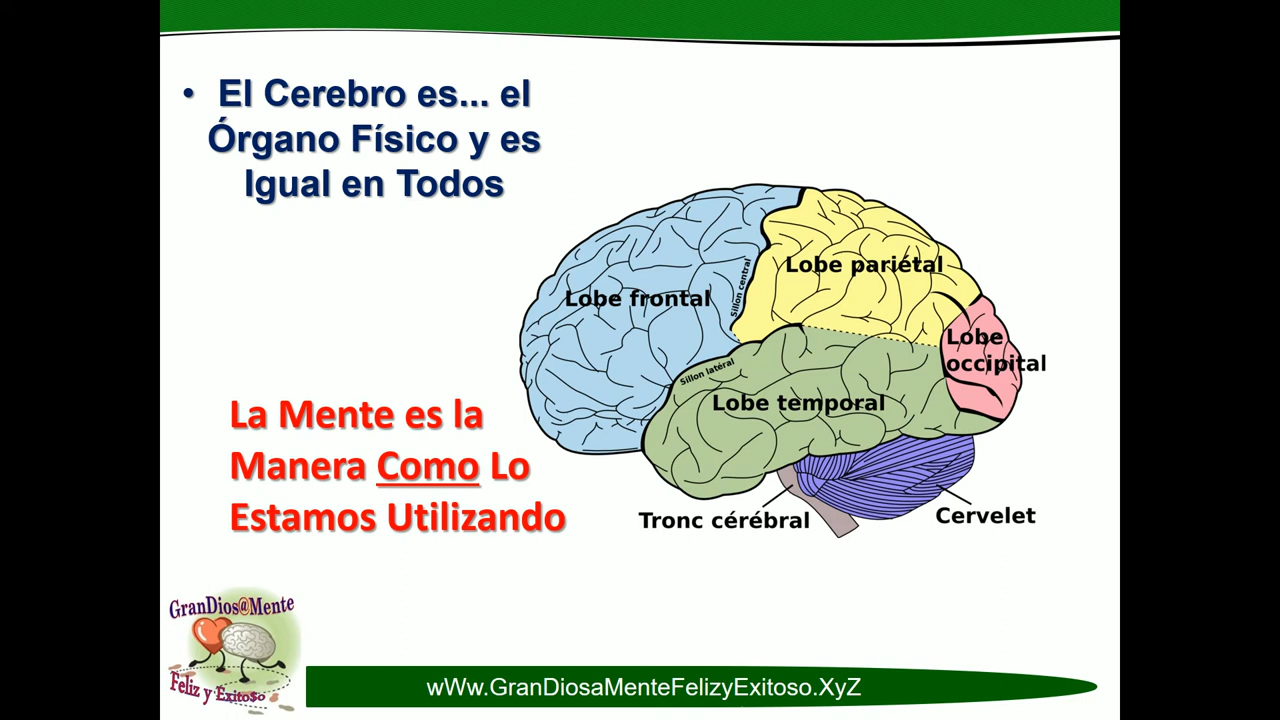 • El Cerebro es... el
Órgano Físico y es
Igual en Todos
Lobe pariétal
Sillon central
Lobe frontal
Lobe
occipital
Sillon latéral
Lobe temporal
La Mente es la
Manera Como Lo
Estamos Utilizando
Tronc cérébral
Cervelet
GranDios@Mente
Feliz y Exito$o
wWw.GranDiosaMenteFelizyExitoso.XyZ